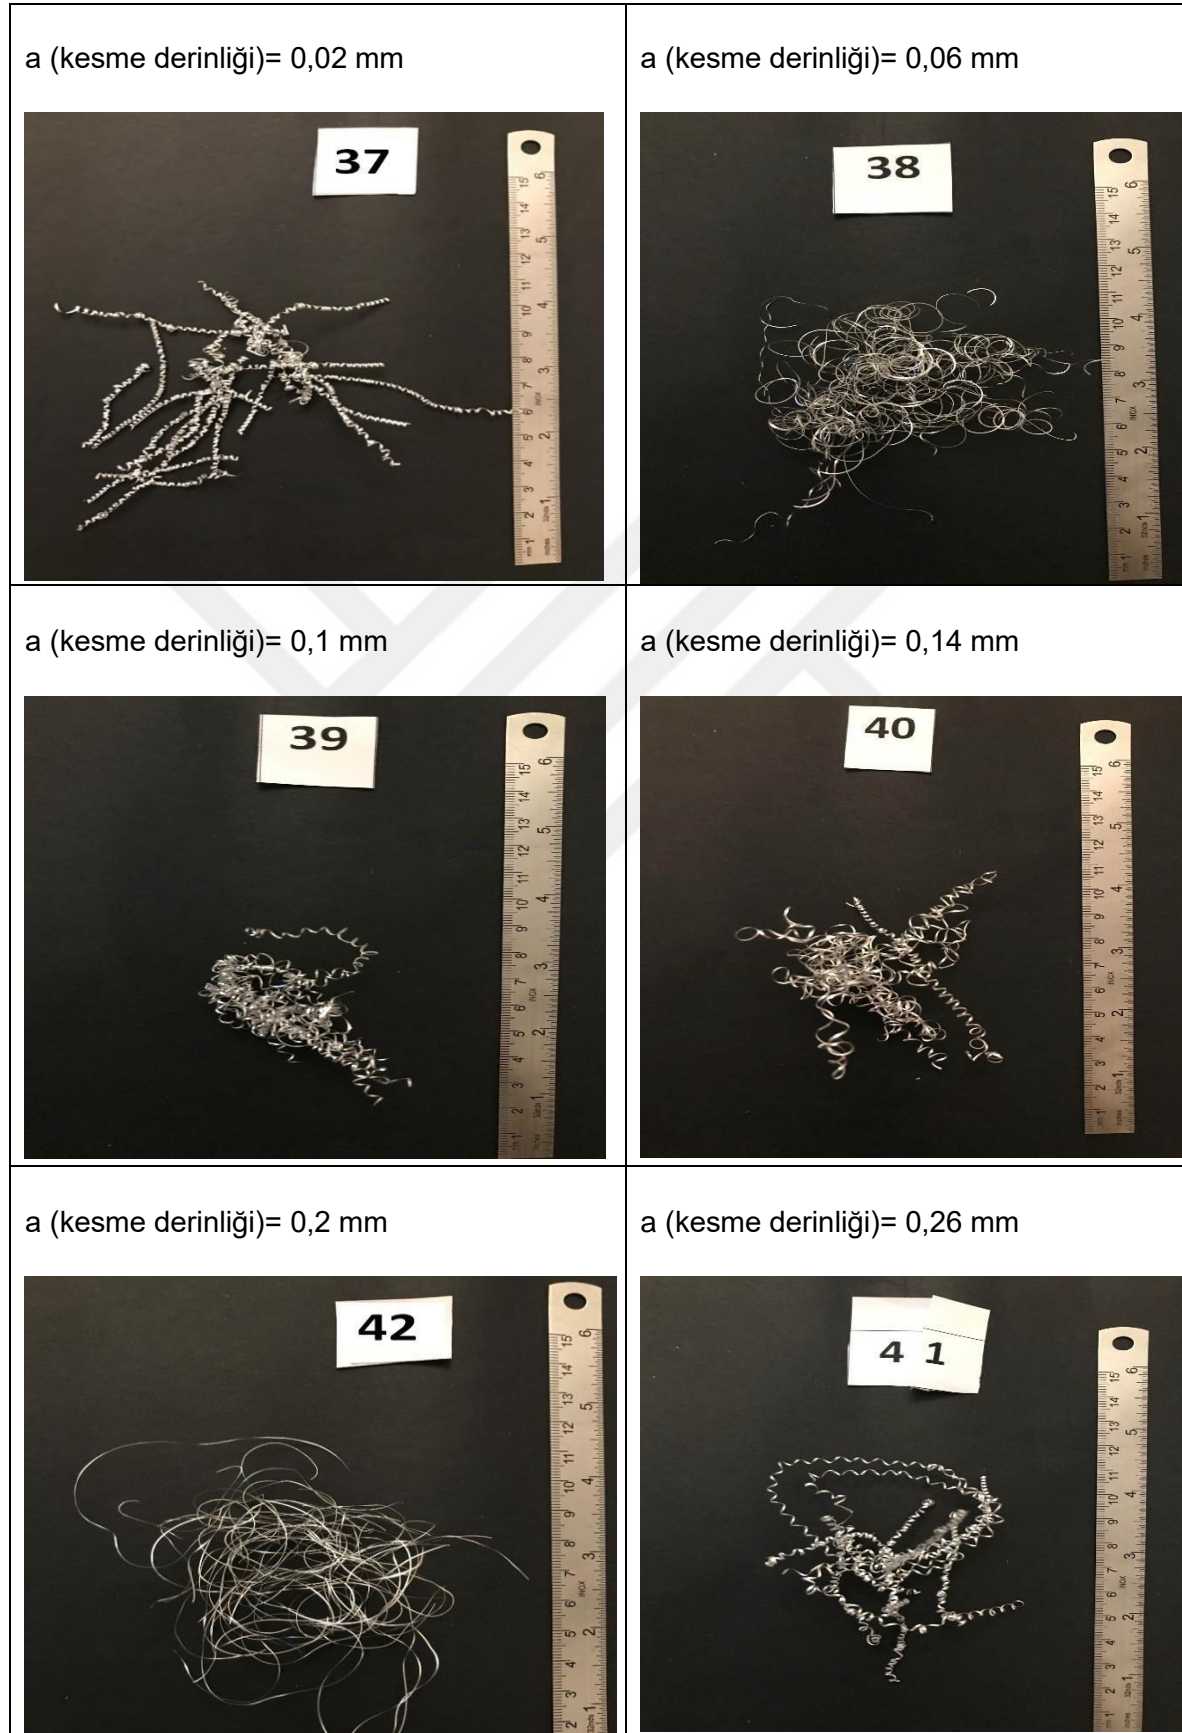 a (kesme derinliği)= 0,02 mm
a (kesme derinliği)= 0,06 mm
37
38
a (kesme derinliği)= 0,1 mm
a (kesme derinliği)= 0,14 mm
39
40
a (kesme derinliği)= 0,2 mm
a (kesme derinliği)= 0,26 mm
42
4 1